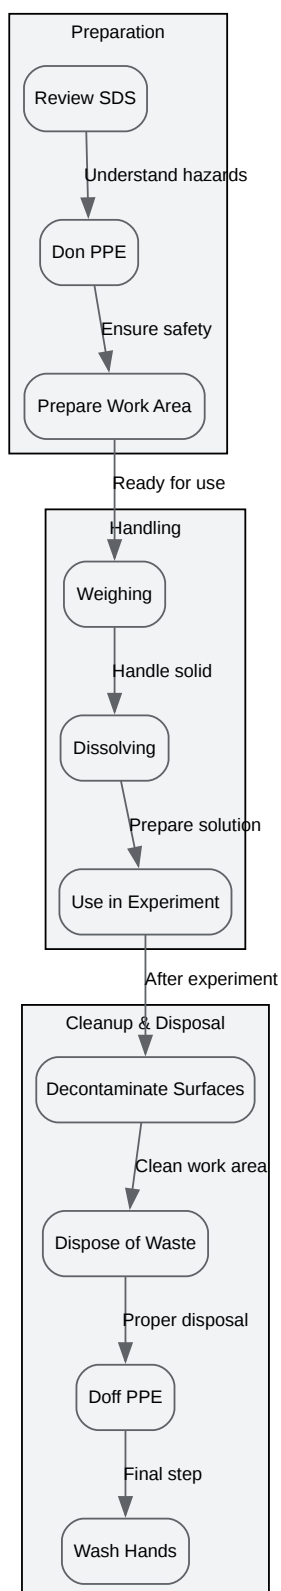 Preparation
Review SDS
Understand hazards
Don PPE
Ensure safety
Prepare Work Area
Ready for use
Handling
Weighing
Handle solid
Dissolving
Prepare solution
Use in Experiment
After experiment
Cleanup & Disposal
Decontaminate Surfaces
Clean work area
Dispose of Waste
Proper disposal
Doff PPE
Final step
Wash Hands